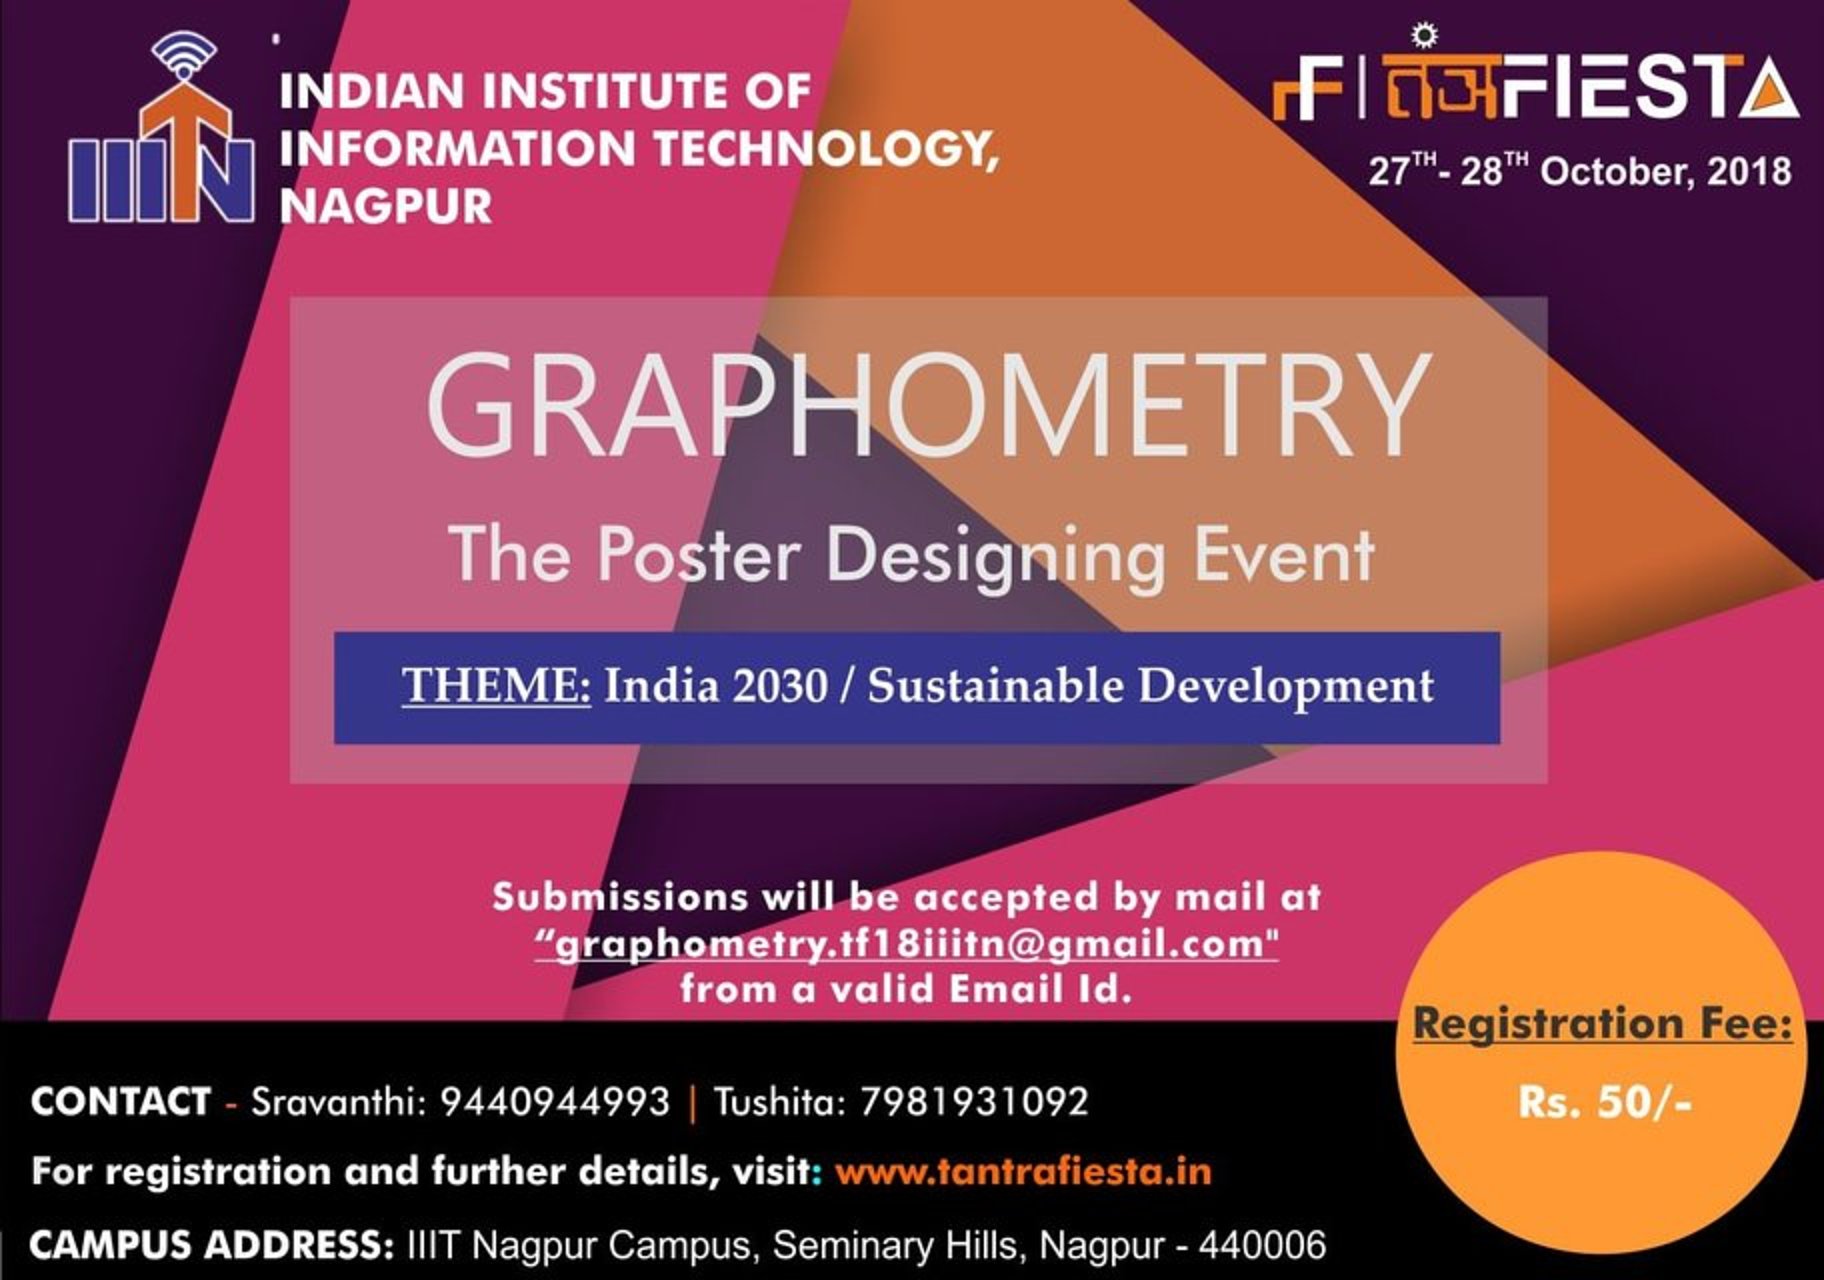 IIITN
INDIAN INSTITUTE OF
INFORMATION TECHNOLOGY,
NAGPUR
TF | तंत्रFIESTA
27TH- 28TH October, 2018
GRAPHOMETRY
The Poster Designing Event
THEME: India 2030 / Sustainable Development
Submissions will be accepted by mail at
“graphometry.tf18iiitn@gmail.com"
from a valid Email Id.
Registration Fee:
Rs. 50/-
CONTACT - Sravanthi: 9440944993 | Tushita: 7981931092
For registration and further details, visit: www.tantrafiesta.in
CAMPUS ADDRESS: IIIT Nagpur Campus, Seminary Hills, Nagpur - 440006